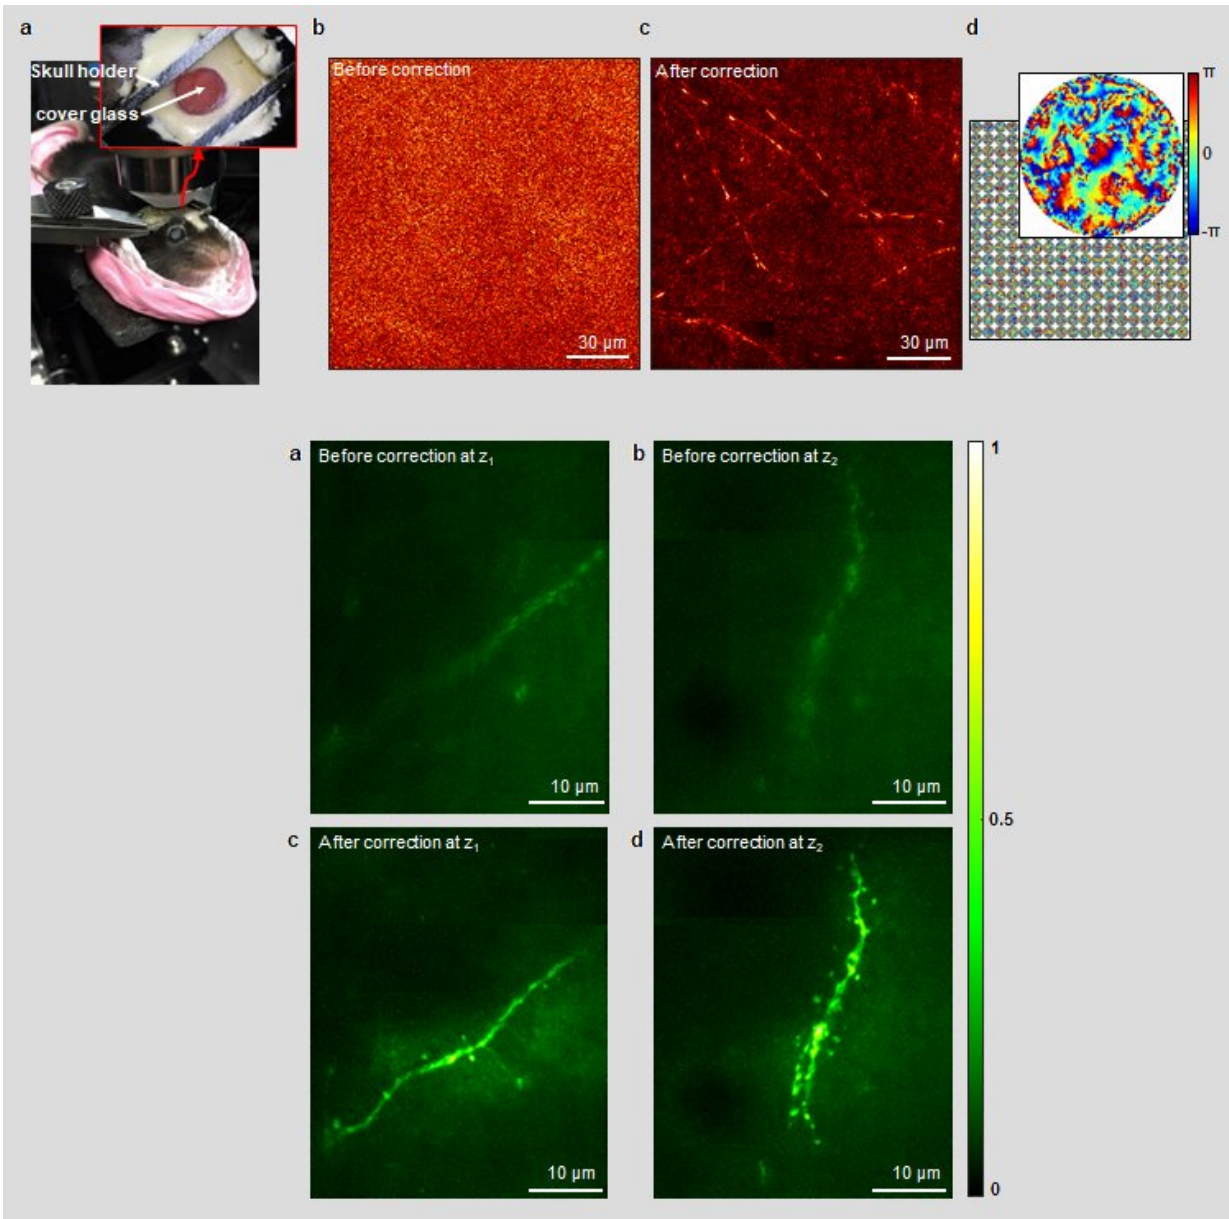 a
Skull holder
cover glass
b
Before correction
30 µm
c
After correction
30 µm
d
π
0
-π
a
Before correction at z₁
10 µm
b
Before correction at z₂
10 µm
1
0.5
0
c
After correction at z₁
10 µm
d
After correction at z₂
10 µm